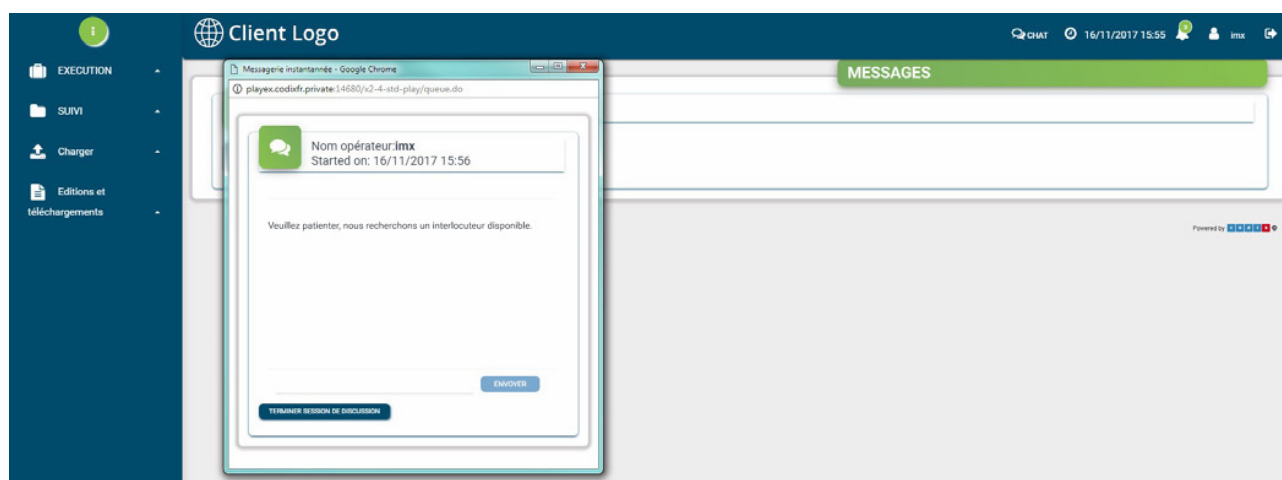 Client Logo
CHAT 16/11/2017 15:55 imx
EXECUTION
SUIVI
Charger
Editions et
téléchargements
Messagerie instantannée - Google Chrome
playex.codixfr.private:14680/x2-4-std-play/queue.do
Nom opérateur:imx
Started on: 16/11/2017 15:56
Veuillez patienter, nous recherchons un interlocuteur disponible.
ENVOYER
TERMINER SESSION DE DISCUSSION
MESSAGES
Powered by